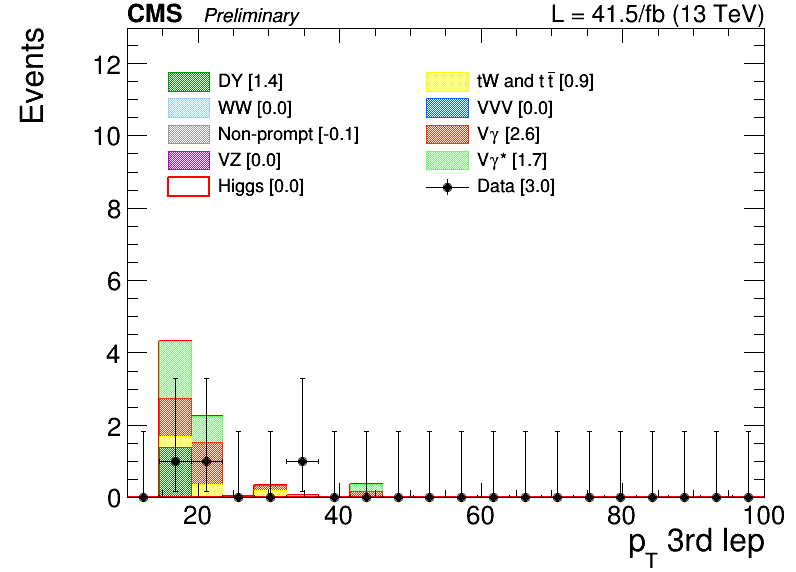 CMS Preliminary L = 41.5/fb (13 TeV)
Events
12
10
8
6
4
2
0
DY [1.4]
WW [0.0]
Non-prompt [-0.1]
VZ [0.0]
Higgs [0.0]
tW and tt̅ [0.9]
VVV [0.0]
Vγ [2.6]
Vγ* [1.7]
Data [3.0]
20 40 60 80 100
p_T 3rd lep